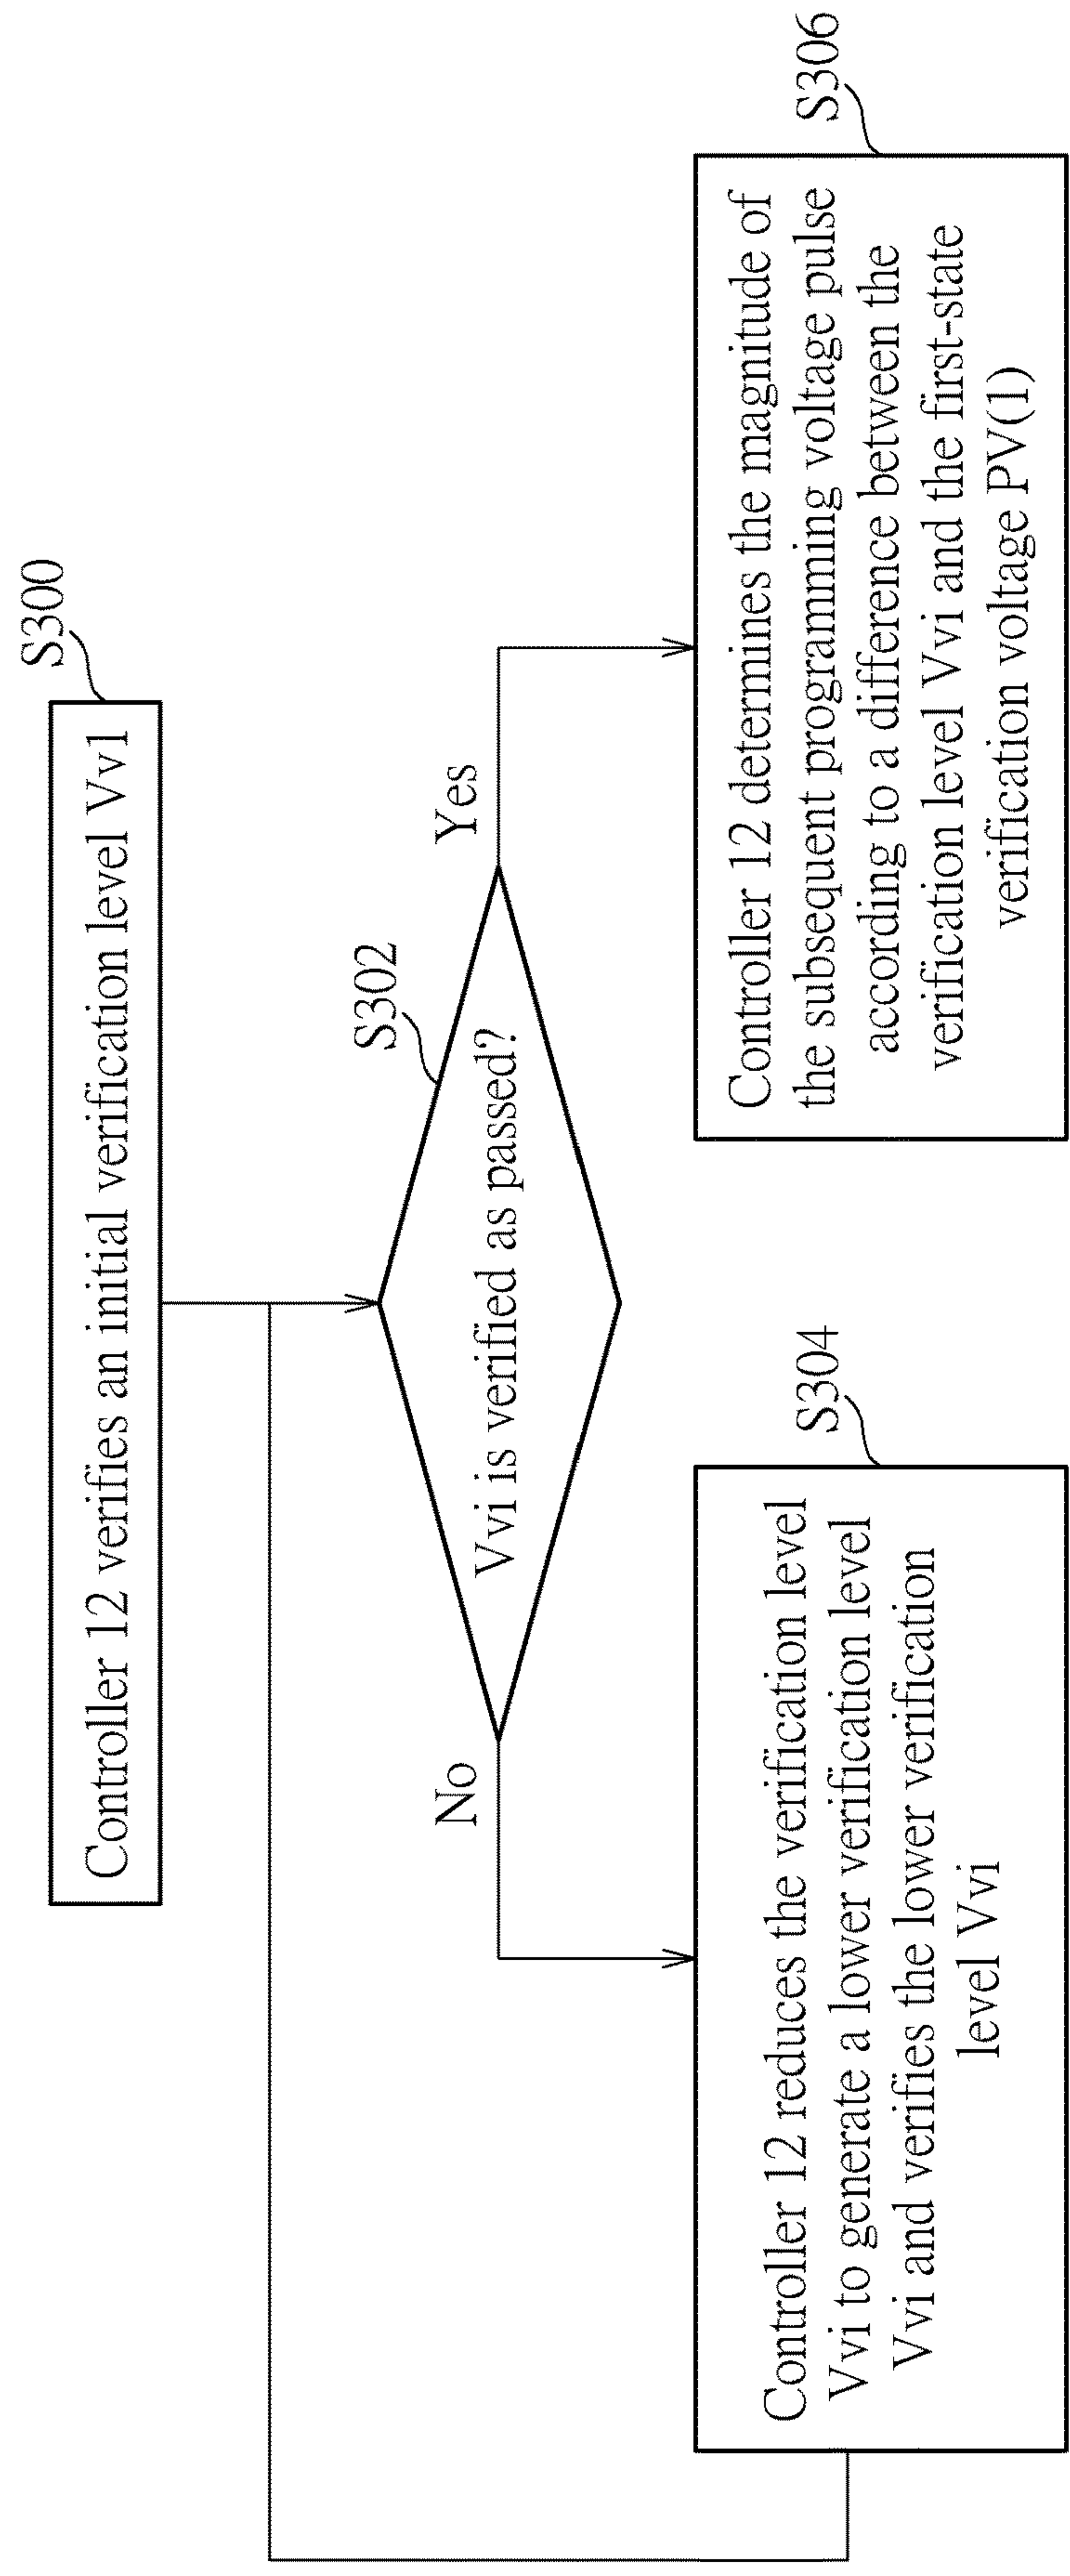 S300
Controller 12 verifies an initial verification level Vv1
S302
Vvi is verified as passed?
No
Yes
S304
Controller 12 reduces the verification level
Vvi to generate a lower verification level
Vvi and verifies the lower verification
level Vvi
S306
Controller 12 determines the magnitude of
the subsequent programming voltage pulse
according to a difference between the
verification level Vvi and the first-state
verification voltage PV(1)